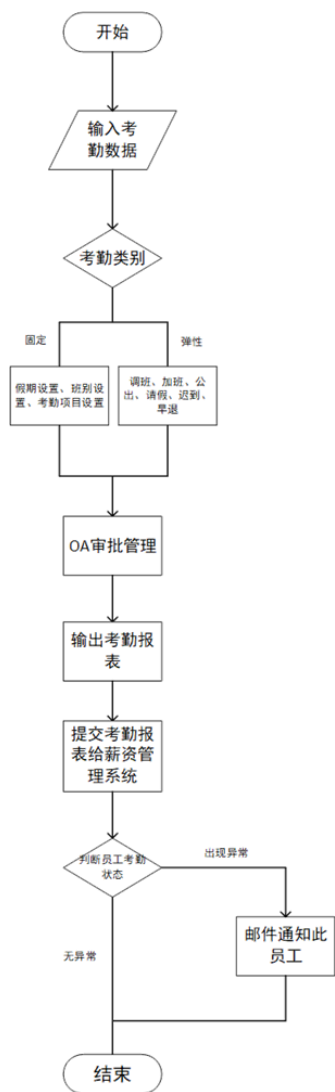 开始
输入考
勤数据
考勤类别
固定
弹性
假期设置、班别设
置、考勤项目设置
调班、加班、公
出、请假、迟到、
早退
OA审批管理
输出考勤报
表
提交考勤报
表给薪资管
理系统
判断员工考勤
状态
出现异常
邮件通知此
员工
无异常
结束